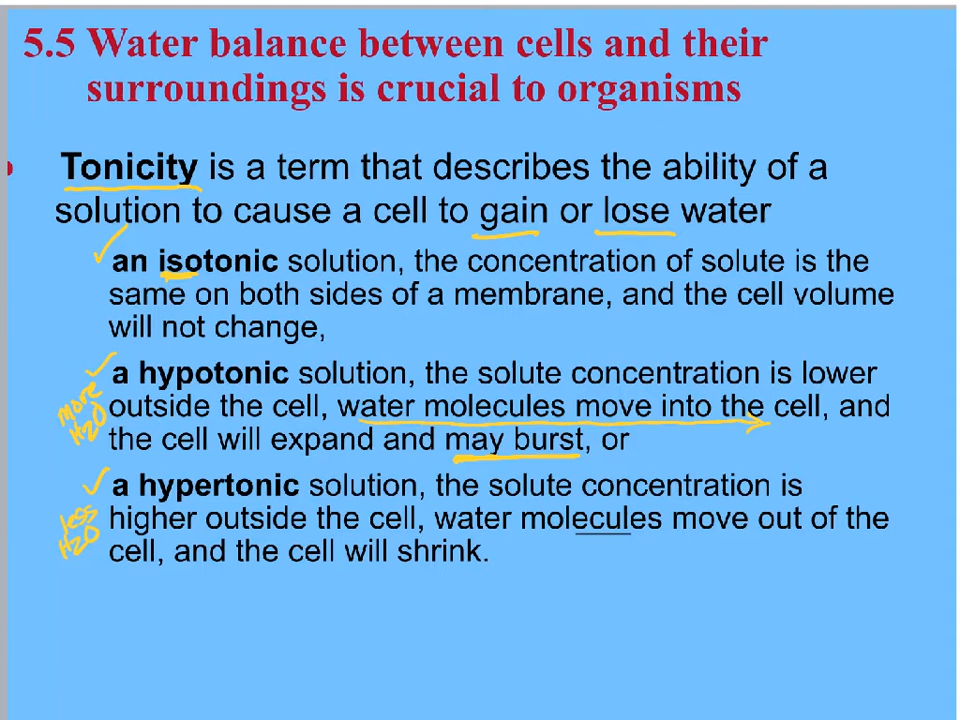 5.5 Water balance between cells and their
surroundings is crucial to organisms
Tonicity is a term that describes the ability of a
solution to cause a cell to gain or lose water
an isotonic solution, the concentration of solute is the
same on both sides of a membrane, and the cell volume
will not change,
a hypotonic solution, the solute concentration is lower
outside the cell, water molecules move into the cell, and
the cell will expand and may burst, or
more
H2O
a hypertonic solution, the solute concentration is
higher outside the cell, water molecules move out of the
cell, and the cell will shrink.
less
H2O